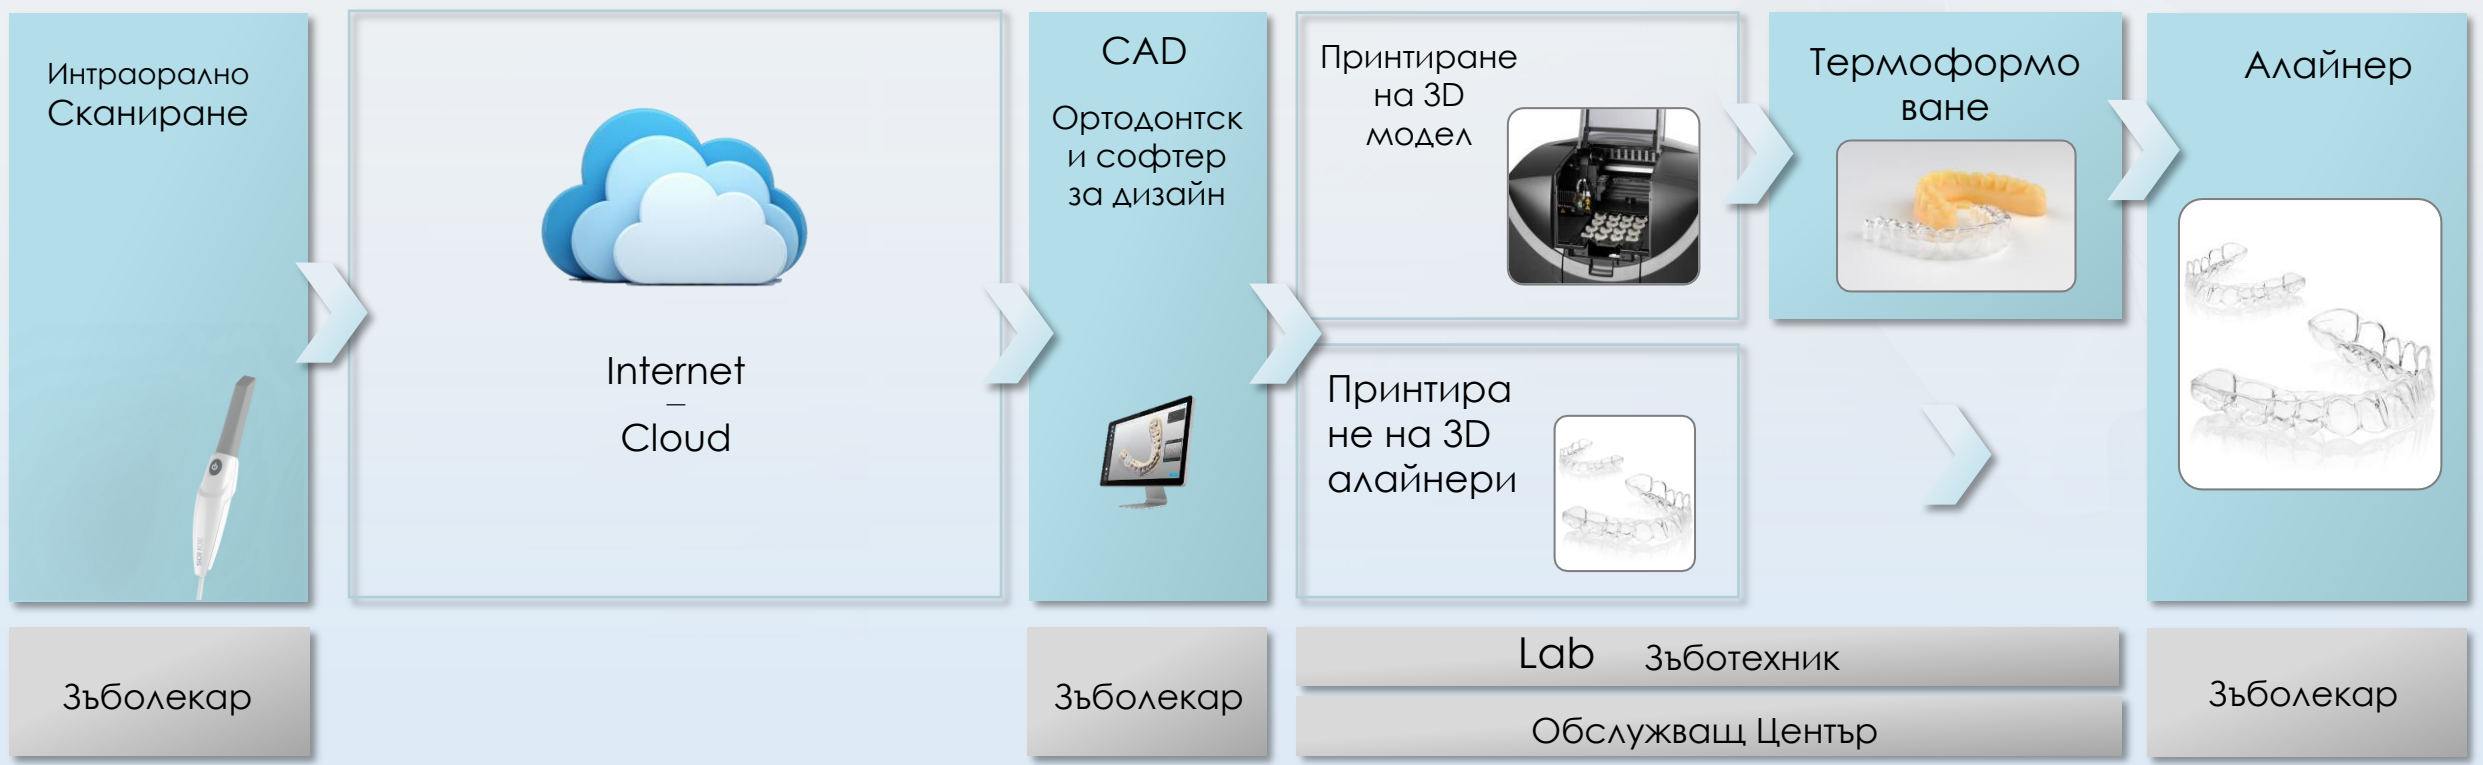 Интраорално
Сканиране
Internet
–
Cloud
CAD
Ортодонтск
и софтер
за дизайн
Принтиране
на 3D
модел
Принтира
не на 3D
алайнери
Термоформо
ване
Алайнер
Зъболекар
Зъболекар
Lab Зъботехник
Обслужващ Център
Зъболекар